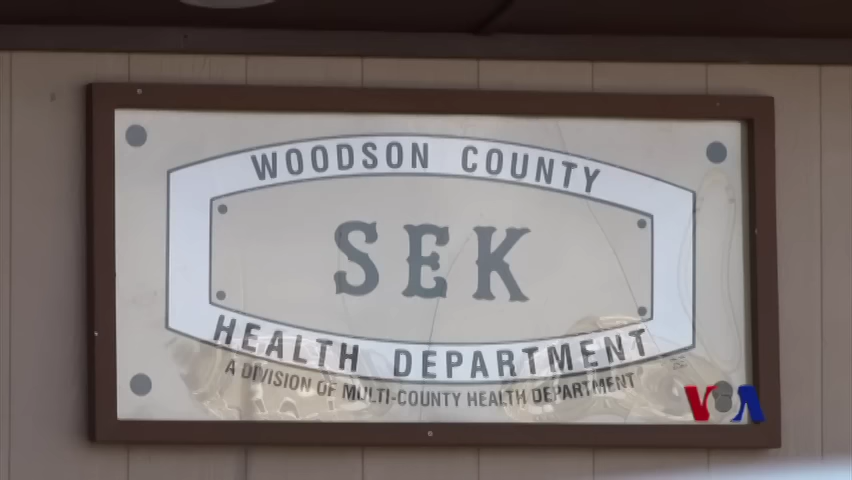 WOODSON COUNTY
SEK
HEALTH DEPARTMENT
A DIVISION OF MULTI-COUNTY HEALTH DEPARTMENT
VOA